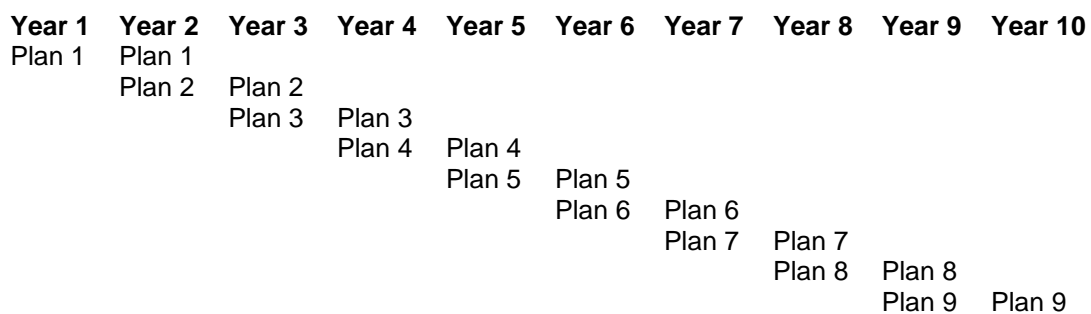 Year 1 Year 2 Year 3 Year 4 Year 5 Year 6 Year 7 Year 8 Year 9 Year 10
Plan 1 Plan 1
Plan 2 Plan 2
Plan 3 Plan 3
Plan 4 Plan 4
Plan 5 Plan 5
Plan 6 Plan 6
Plan 7 Plan 7
Plan 8 Plan 8
Plan 9 Plan 9